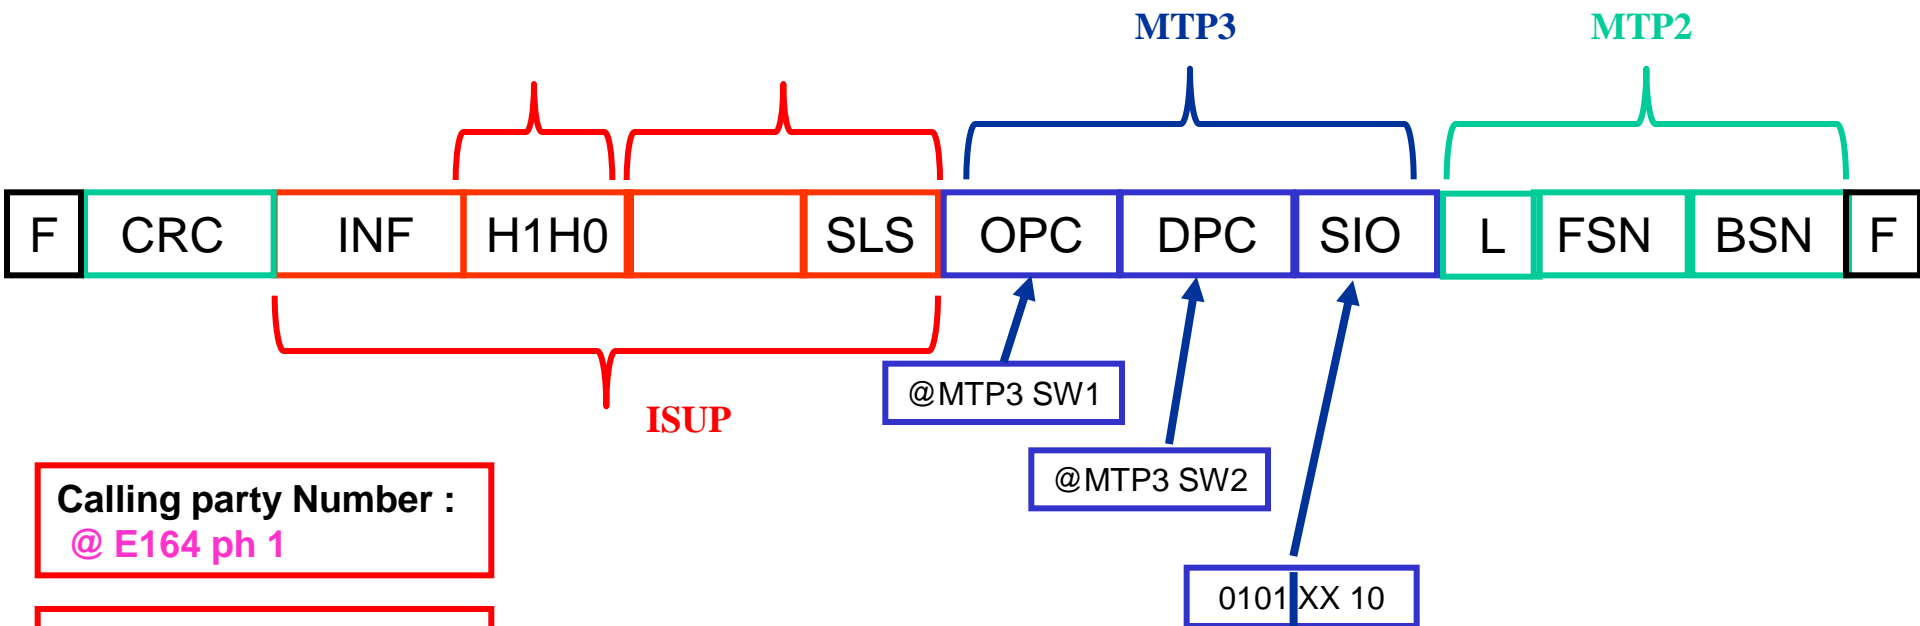 MTP3
MTP2
F CRC INF H1H0 SLS OPC DPC SIO L FSN BSN F
@MTP3 SW1
ISUP
@MTP3 SW2
Calling party Number :
@ E164 ph 1
0101 XX 10